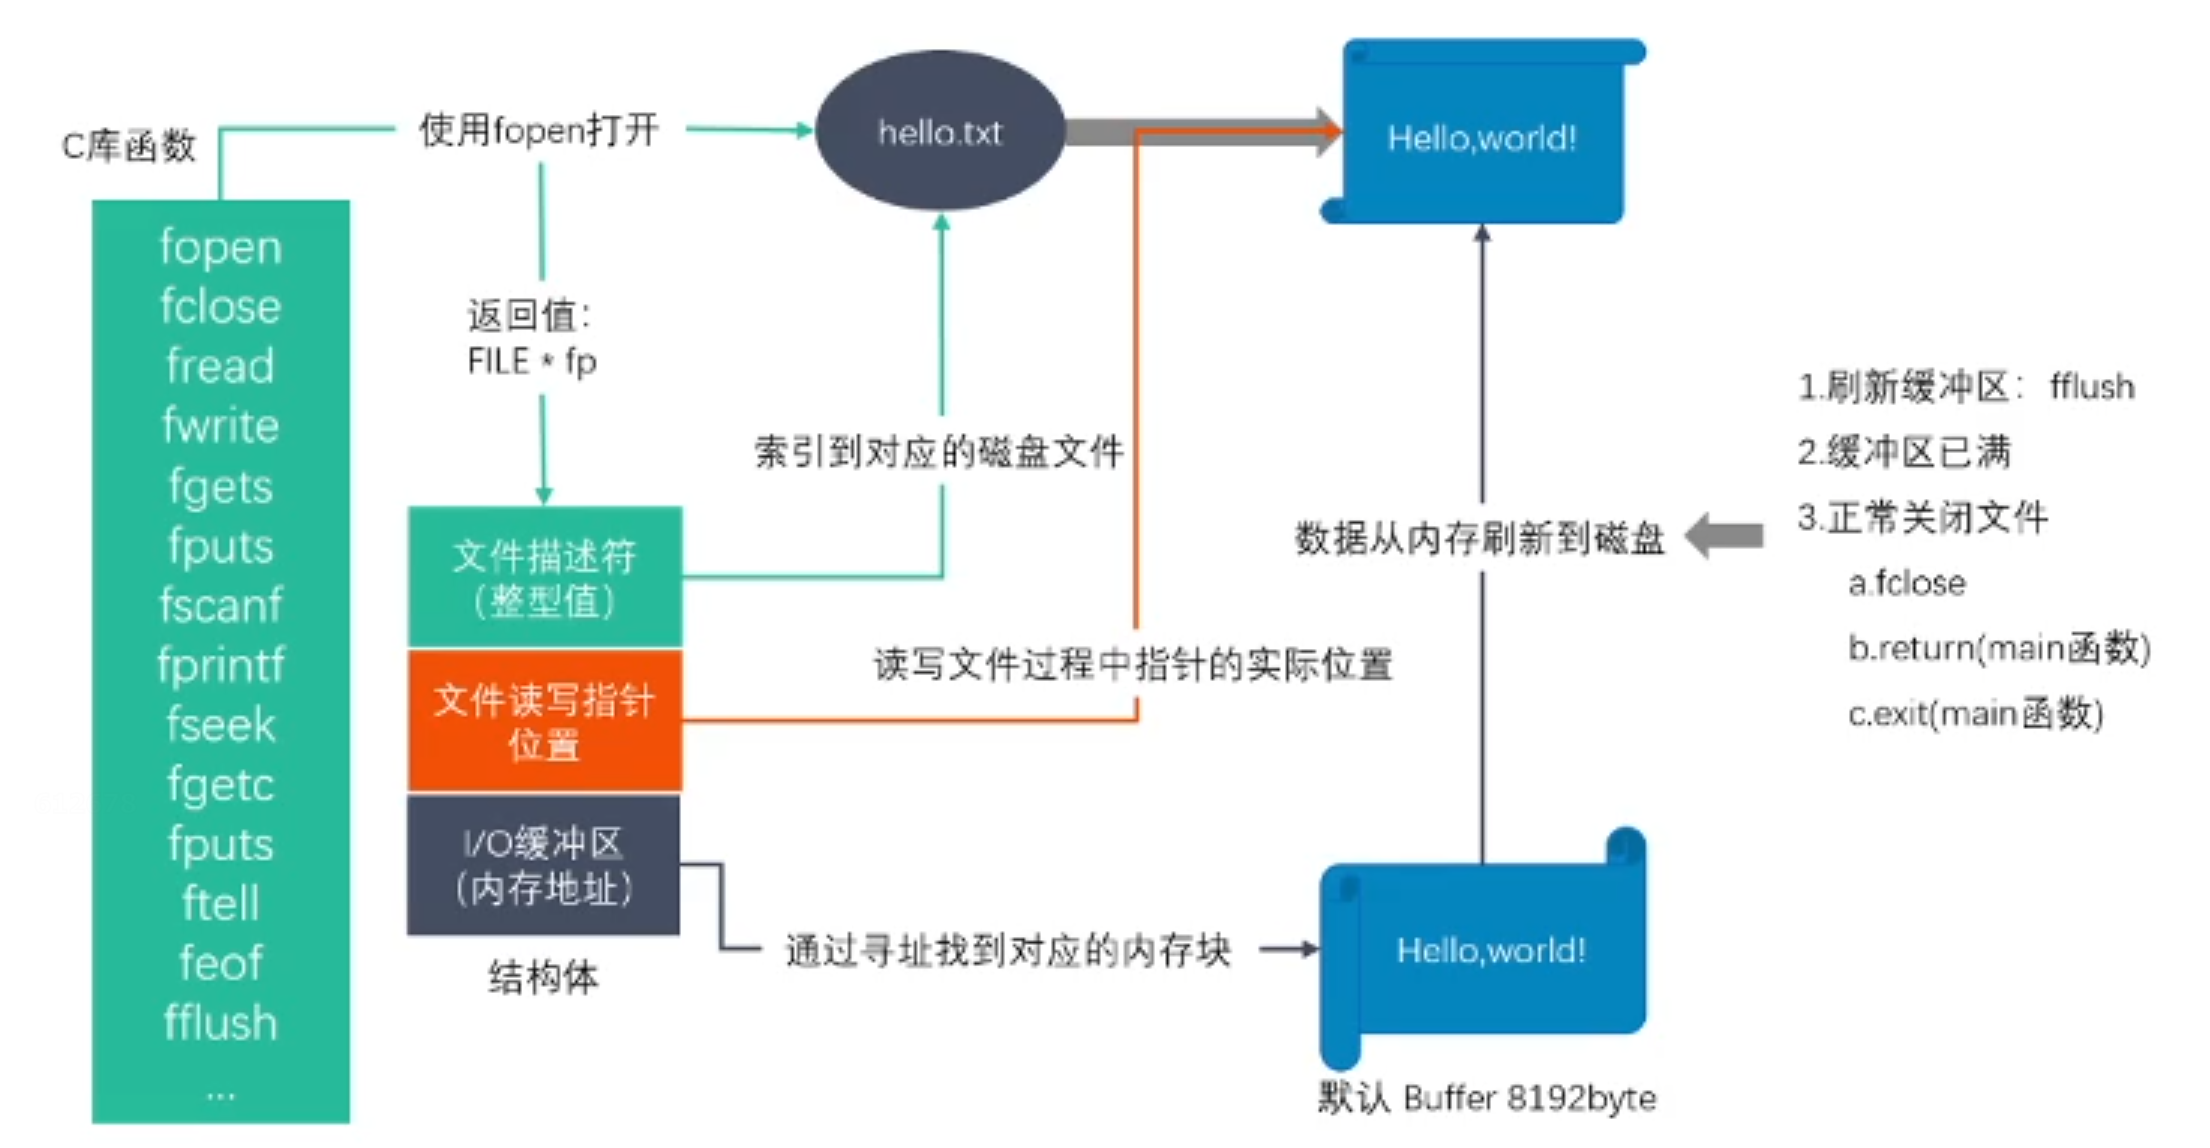 C库函数
使用fopen打开
hello.txt
Hello,world!
fopen
fclose
fread
fwrite
fgets
fputs
fscanf
fprintf
fseek
fgetc
fputs
ftell
feof
fflush
...
返回值：
FILE * fp
文件描述符
（整型值）
文件读写指针
位置
I/O缓冲区
（内存地址）
结构体
索引到对应的磁盘文件
读写文件过程中指针的实际位置
通过寻址找到对应的内存块
数据从内存刷新到磁盘
1.刷新缓冲区：fflush
2.缓冲区已满
3.正常关闭文件
a.fclose
b.return(main函数)
c.exit(main函数)
Hello,world!
默认 Buffer 8192byte